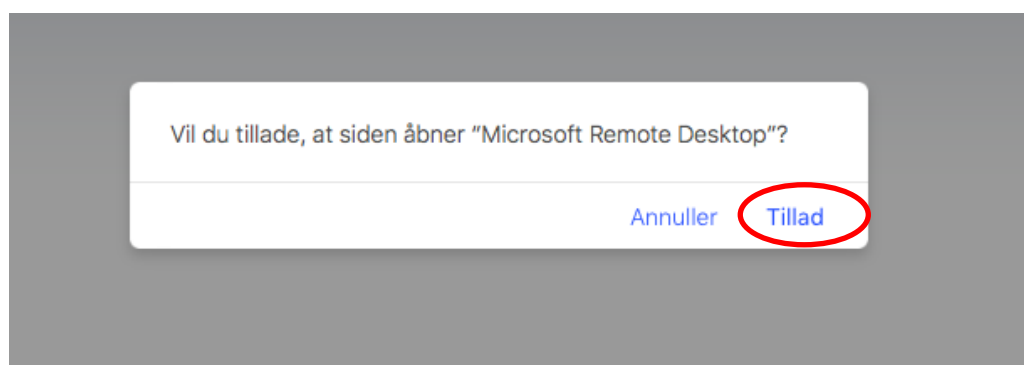 Vil du tillade, at siden åbner ”Microsoft Remote Desktop”?
Annuller Tillad